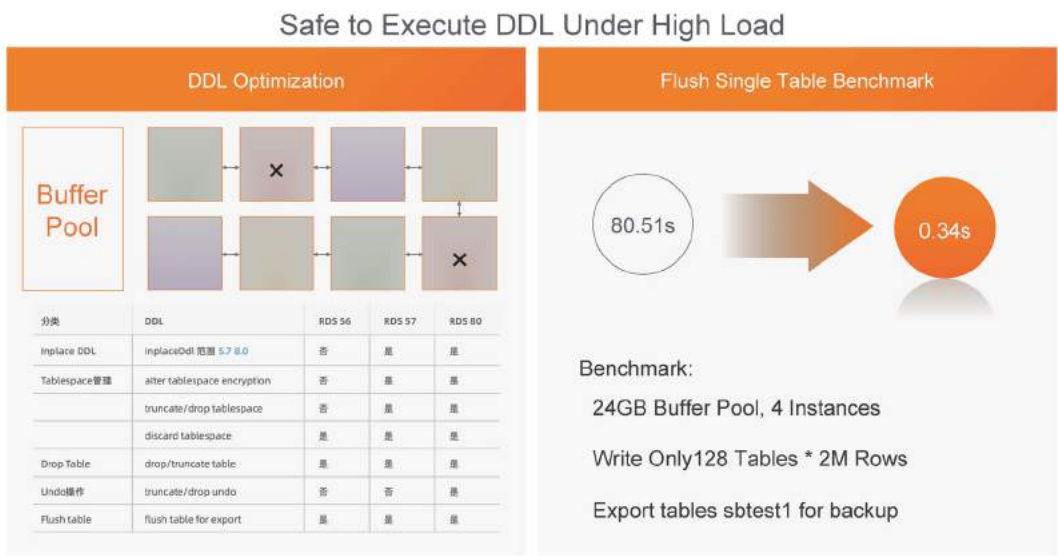 Safe to Execute DDL Under High Load
DDL Optimization
Buffer
Pool
分类 DDL RDS 56 RDS 57 RDS 80
Inplace DDL inplaceDdl 范围 5.7 8.0 否 是 是
Tablespace管理 alter tablespace encryption 否 是 是
truncate/drop tablespace 否 是 是
discard tablespace 是 是 是
Drop Table drop/truncate table 是 是 是
Undo操作 truncate/drop undo 否 否 是
Flush table flush table for export 是 是 是
Flush Single Table Benchmark
80.51s
0.34s
Benchmark:
24GB Buffer Pool, 4 Instances
Write Only128 Tables * 2M Rows
Export tables sbtest1 for backup